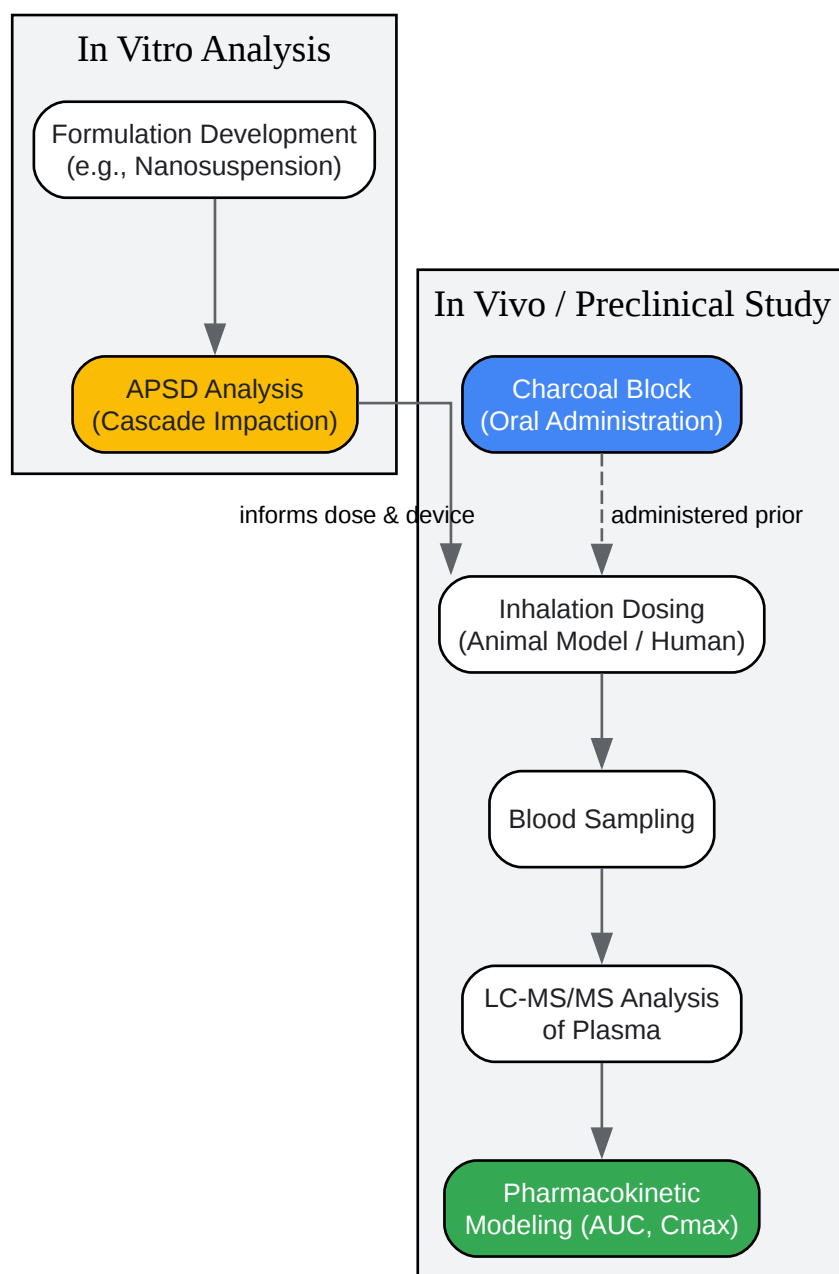 In Vitro Analysis
Formulation Development
(e.g., Nanosuspension)
APSD Analysis
(Cascade Impaction)
In Vivo / Preclinical Study
Charcoal Block
(Oral Administration)
informs dose & device
administered prior
Inhalation Dosing
(Animal Model / Human)
Blood Sampling
LC-MS/MS Analysis
of Plasma
Pharmacokinetic
Modeling (AUC, Cmax)